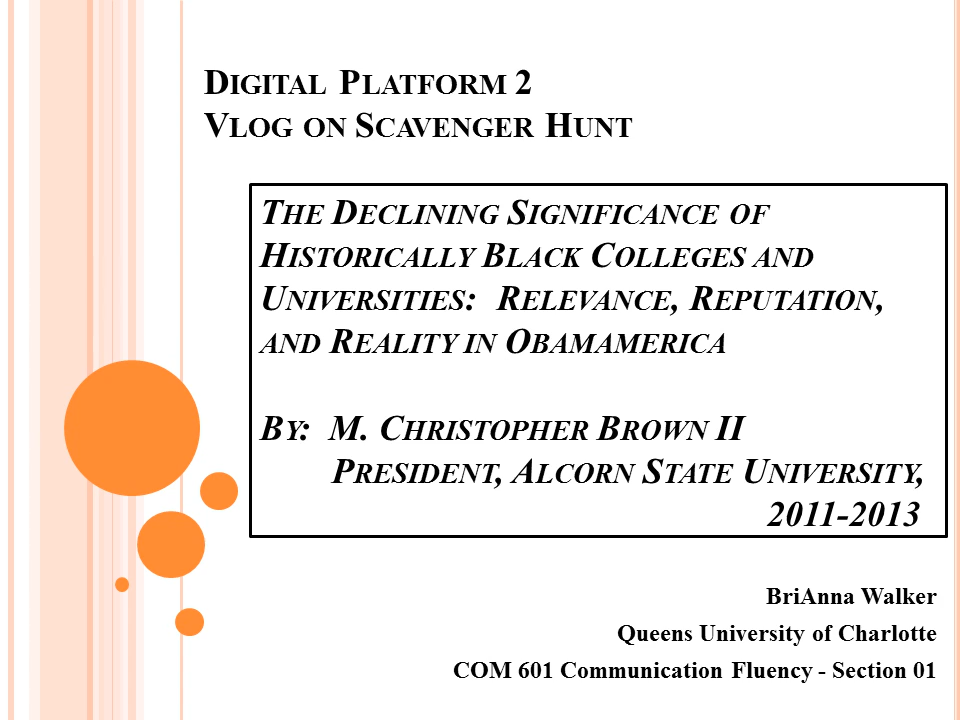 Digital Platform 2
Vlog on Scavenger Hunt
The Declining Significance of
Historically Black Colleges and
Universities: Relevance, Reputation,
and Reality in Obamamerica
By: M. Christopher Brown II
President, Alcorn State University,
2011-2013
BriAnna Walker
Queens University of Charlotte
COM 601 Communication Fluency - Section 01